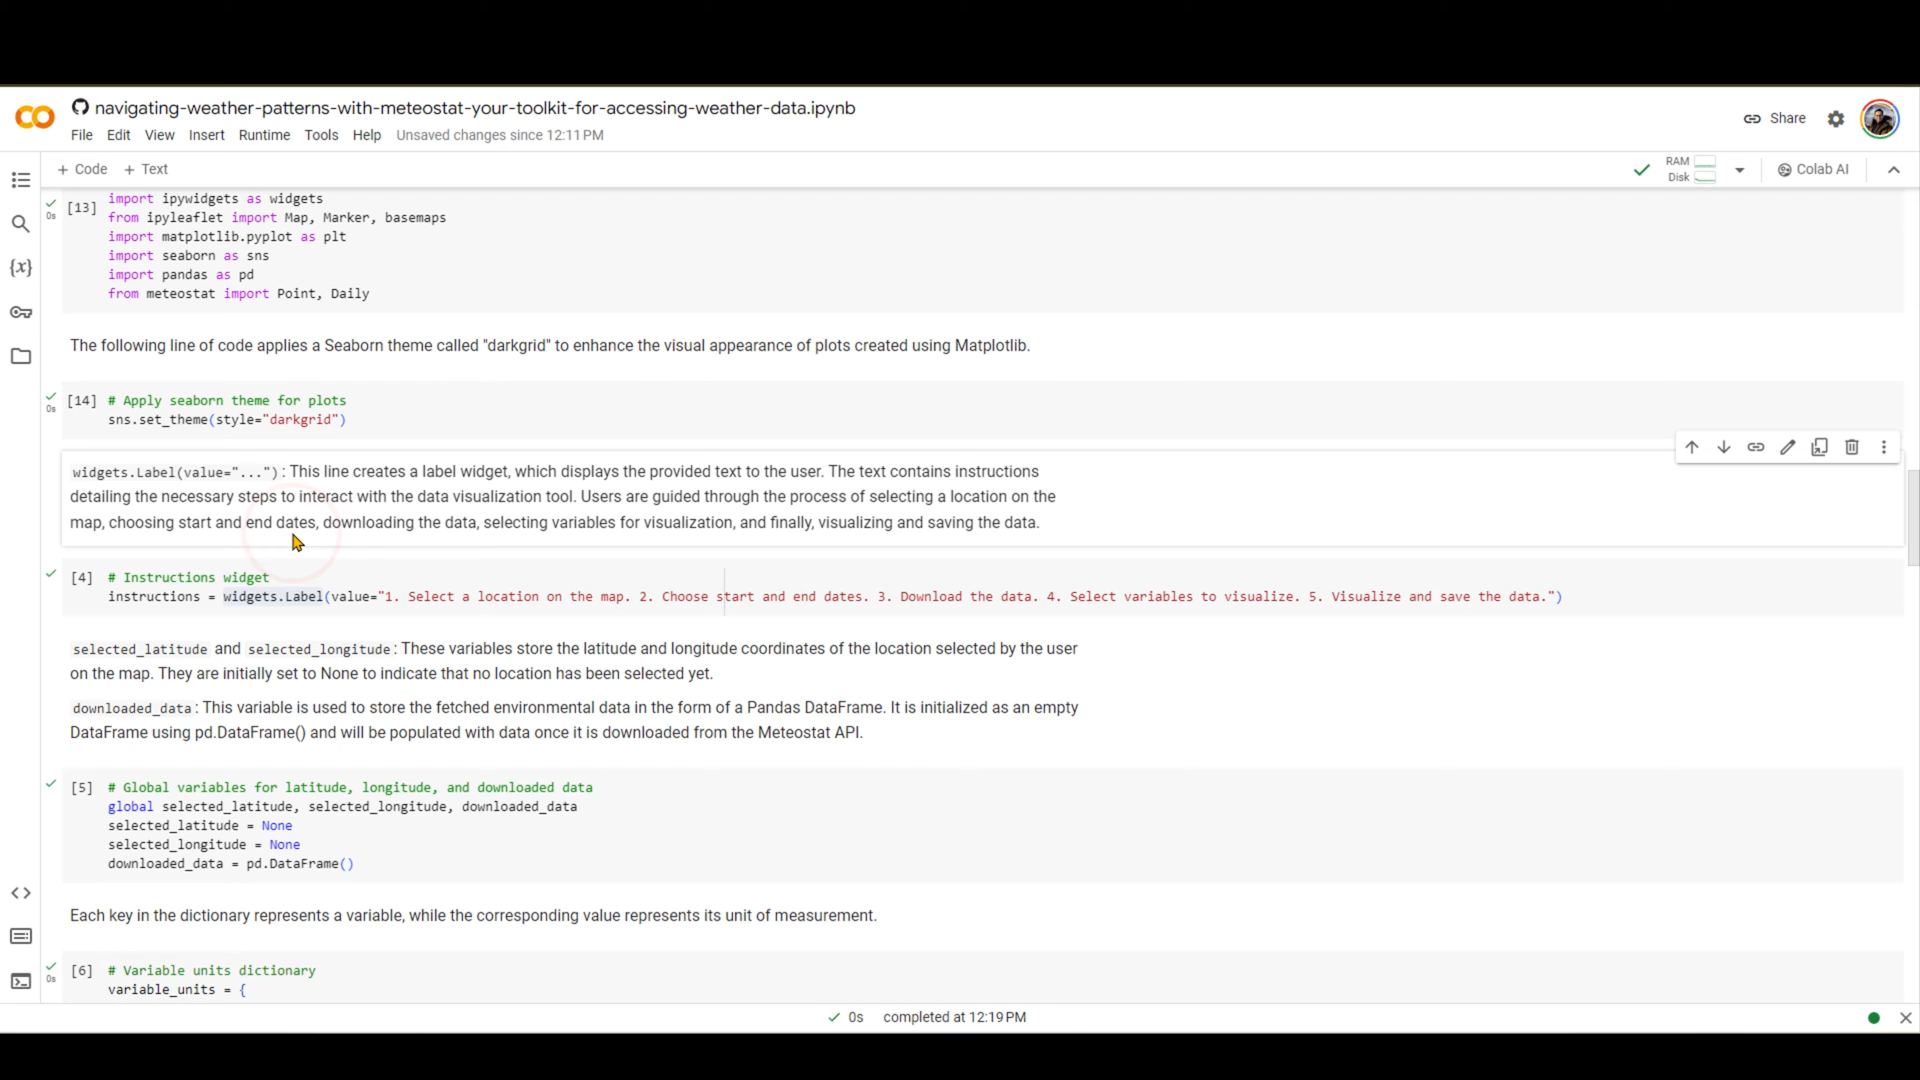 navigating-weather-patterns-with-meteostat-your-toolkit-for-accessing-weather-data.ipynb
File Edit View Insert Runtime Tools Help Unsaved changes since 12:11 PM
Share
+ Code + Text
RAM
Disk
Colab AI
[13]
0s
import ipywidgets as widgets
from ipyleaflet import Map, Marker, basemaps
import matplotlib.pyplot as plt
import seaborn as sns
import pandas as pd
from meteostat import Point, Daily
The following line of code applies a Seaborn theme called "darkgrid" to enhance the visual appearance of plots created using Matplotlib.
[14] # Apply seaborn theme for plots
0s
sns.set_theme(style="darkgrid")
widgets.Label(value="..."): This line creates a label widget, which displays the provided text to the user. The text contains instructions
detailing the necessary steps to interact with the data visualization tool. Users are guided through the process of selecting a location on the
map, choosing start and end dates, downloading the data, selecting variables for visualization, and finally, visualizing and saving the data.
[4] # Instructions widget
instructions = widgets.Label(value="1. Select a location on the map. 2. Choose start and end dates. 3. Download the data. 4. Select variables to visualize. 5. Visualize and save the data.")
selected_latitude and selected_longitude: These variables store the latitude and longitude coordinates of the location selected by the user
on the map. They are initially set to None to indicate that no location has been selected yet.
downloaded_data: This variable is used to store the fetched environmental data in the form of a Pandas DataFrame. It is initialized as an empty
DataFrame using pd.DataFrame() and will be populated with data once it is downloaded from the Meteostat API.
[5] # Global variables for latitude, longitude, and downloaded data
global selected_latitude, selected_longitude, downloaded_data
selected_latitude = None
selected_longitude = None
downloaded_data = pd.DataFrame()
Each key in the dictionary represents a variable, while the corresponding value represents its unit of measurement.
[6] # Variable units dictionary
0s
variable_units = {
0s completed at 12:19 PM